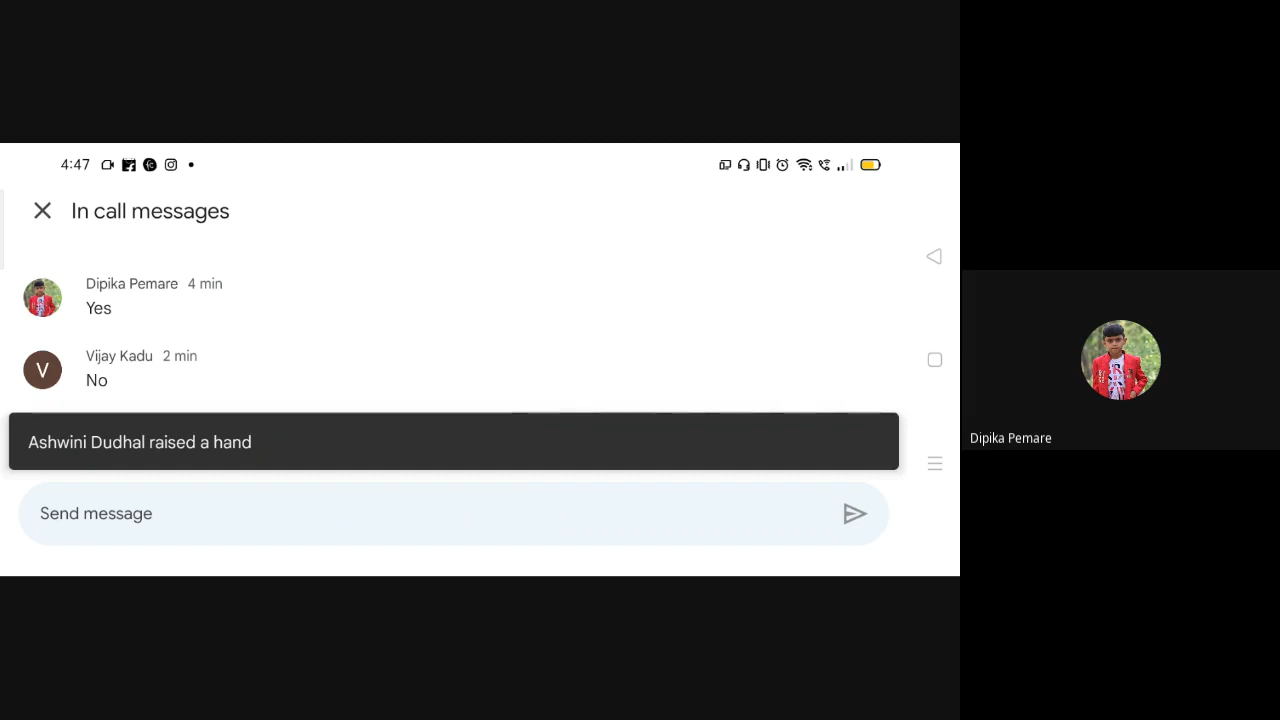 4:47
In call messages
Dipika Pemare 4 min
Yes
V
Vijay Kadu 2 min
No
Ashwini Dudhal raised a hand
Send message
Dipika Pemare